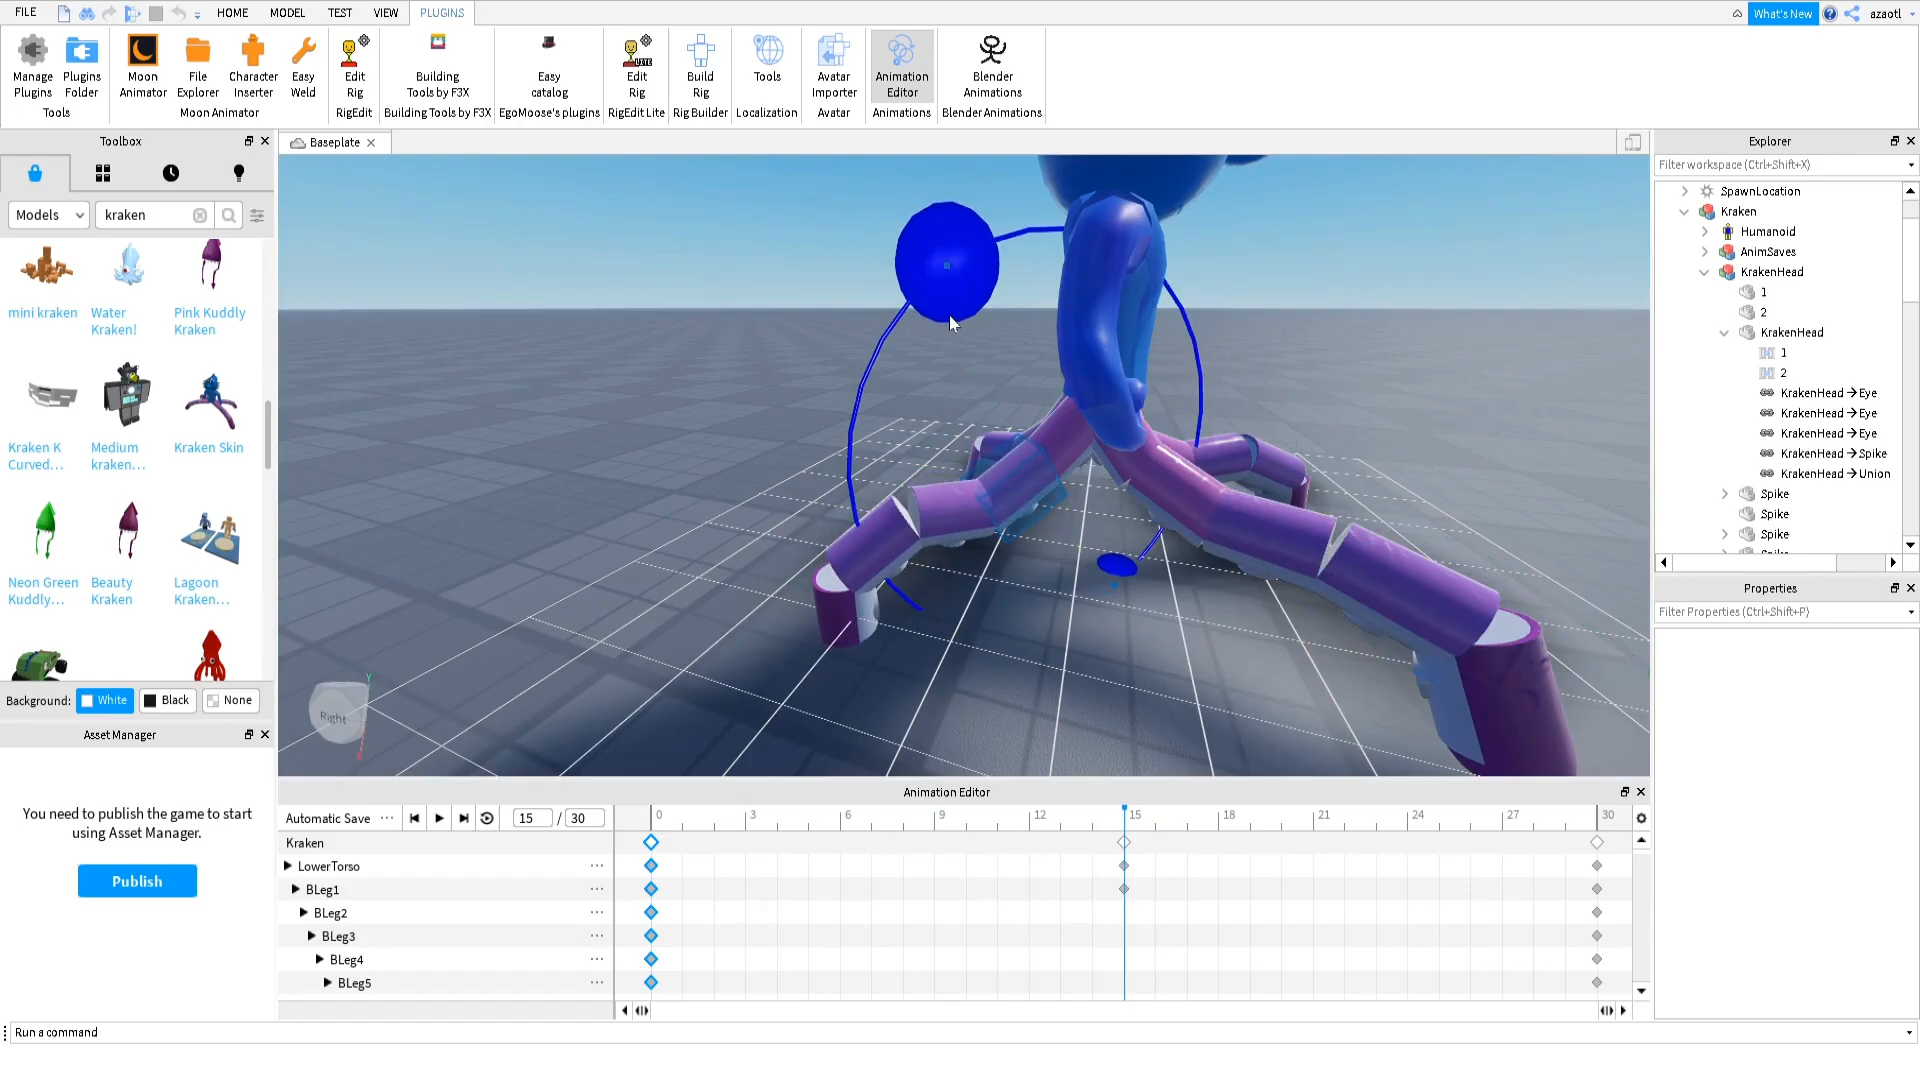 FILE HOME MODEL TEST VIEW PLUGINS What's New azaotl
Manage Plugins
Plugins Folder
Tools
Moon Animator
File Explorer
Character Inserter
Easy Weld
Moon Animator
Edit Rig
RigEdit
Building Tools by F3X
Building Tools by F3X
Easy catalog
EgoMoose's plugins
Edit Rig
RigEdit Lite
Build Rig
Rig Builder
Tools
Localization
Avatar Importer
Avatar
Animation Editor
Animations
Blender Animations
Blender Animations
Toolbox
Models kraken
mini kraken
Water Kraken!
Pink Kuddly Kraken
Kraken K Curved...
Medium kraken...
Kraken Skin
Neon Green Kuddly...
Beauty Kraken
Lagoon Kraken...
Background: White Black None
Asset Manager
You need to publish the game to start
using Asset Manager.
Publish
Baseplate
Right
Y
Animation Editor
Automatic Save ··· 15 / 30 0 3 6 9 12 15 18 21 24 27 30
Kraken
LowerTorso ···
BLeg1 ···
BLeg2 ···
BLeg3 ···
BLeg4 ···
BLeg5 ···
Explorer
Filter workspace (Ctrl+Shift+X)
SpawnLocation
Kraken
Humanoid
AnimSaves
KrakenHead
1
2
KrakenHead
1
2
KrakenHead→Eye
KrakenHead→Eye
KrakenHead→Eye
KrakenHead→Spike
KrakenHead→Union
Spike
Spike
Spike
Properties
Filter Properties (Ctrl+Shift+P)
Run a command